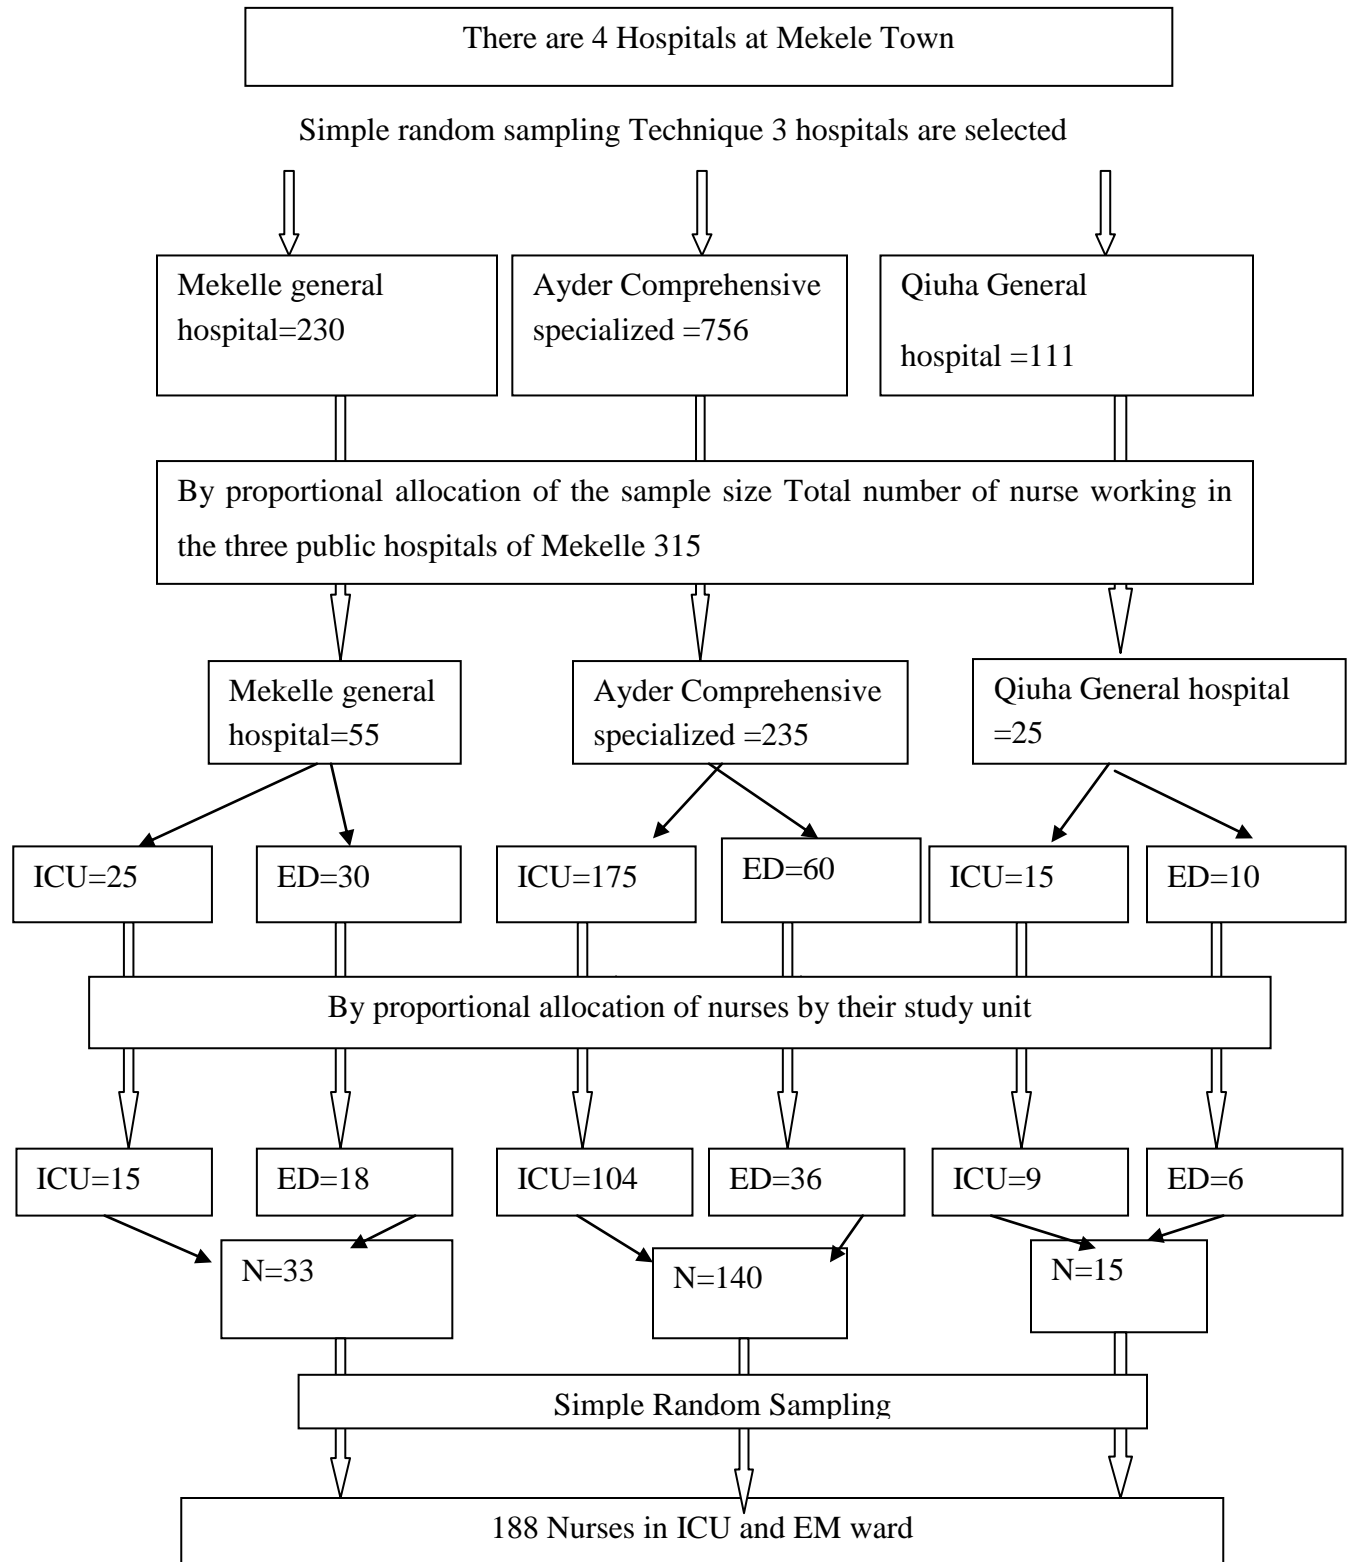 There are 4 Hospitals at Mekele Town
Simple random sampling Technique 3 hospitals are selected
Mekelle general
hospital=230
Ayder Comprehensive
specialized =756
Qiuha General
hospital =111
By proportional allocation of the sample size Total number of nurse working in
the three public hospitals of Mekelle 315
Mekelle general
hospital=55
Ayder Comprehensive
specialized =235
Qiuha General hospital
=25
ICU=25
ED=30
ICU=175
ED=60
ICU=15
ED=10
By proportional allocation of nurses by their study unit
ICU=15
ED=18
ICU=104
ED=36
ICU=9
ED=6
N=33
N=140
N=15
Simple Random Sampling
188 Nurses in ICU and EM ward